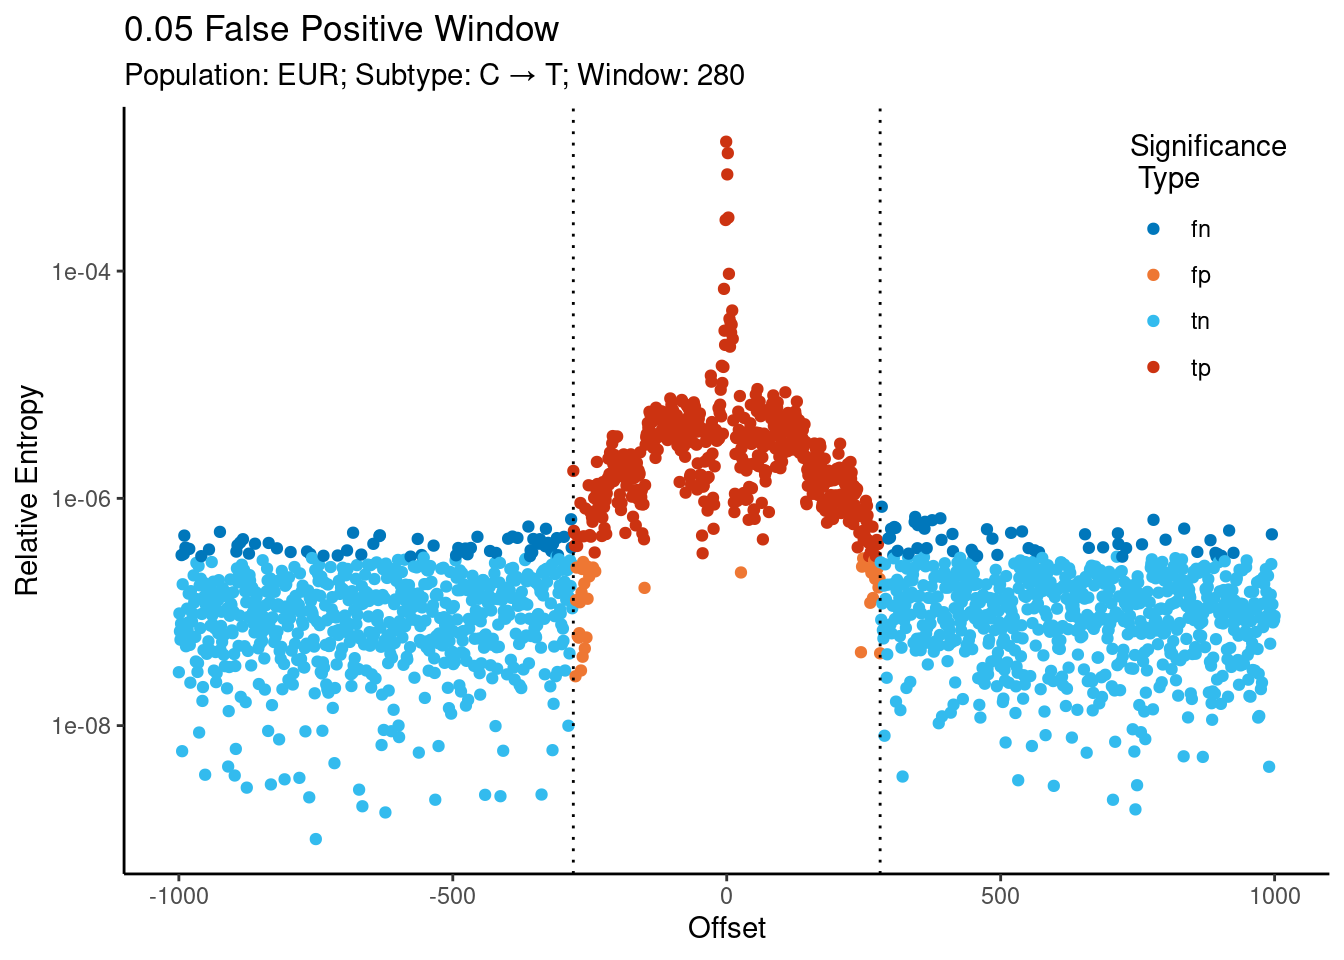 0.05 False Positive Window
Population: EUR; Subtype: C → T; Window: 280
Significance
Type
fn
fp
tn
tp
Relative Entropy
1e-04
1e-06
1e-08
-1000
-500
0
500
1000
Offset